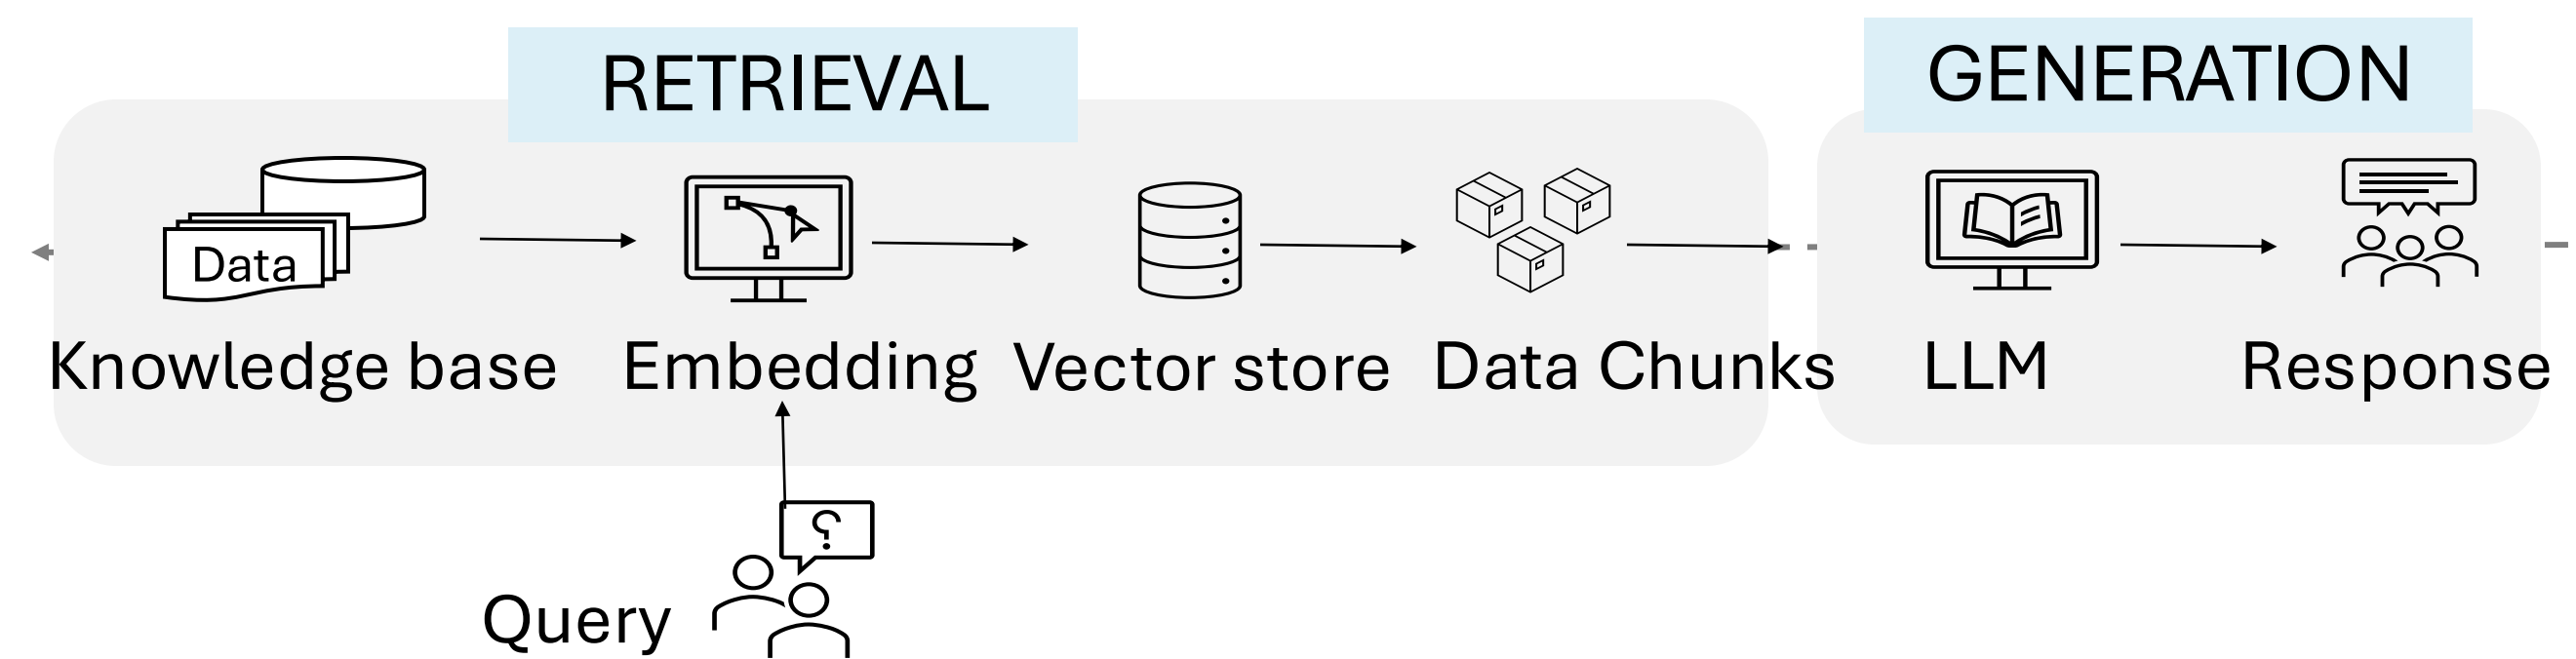 RETRIEVAL
GENERATION
Data
Knowledge base
Embedding
Vector store
Data Chunks
LLM
Response
?
Query